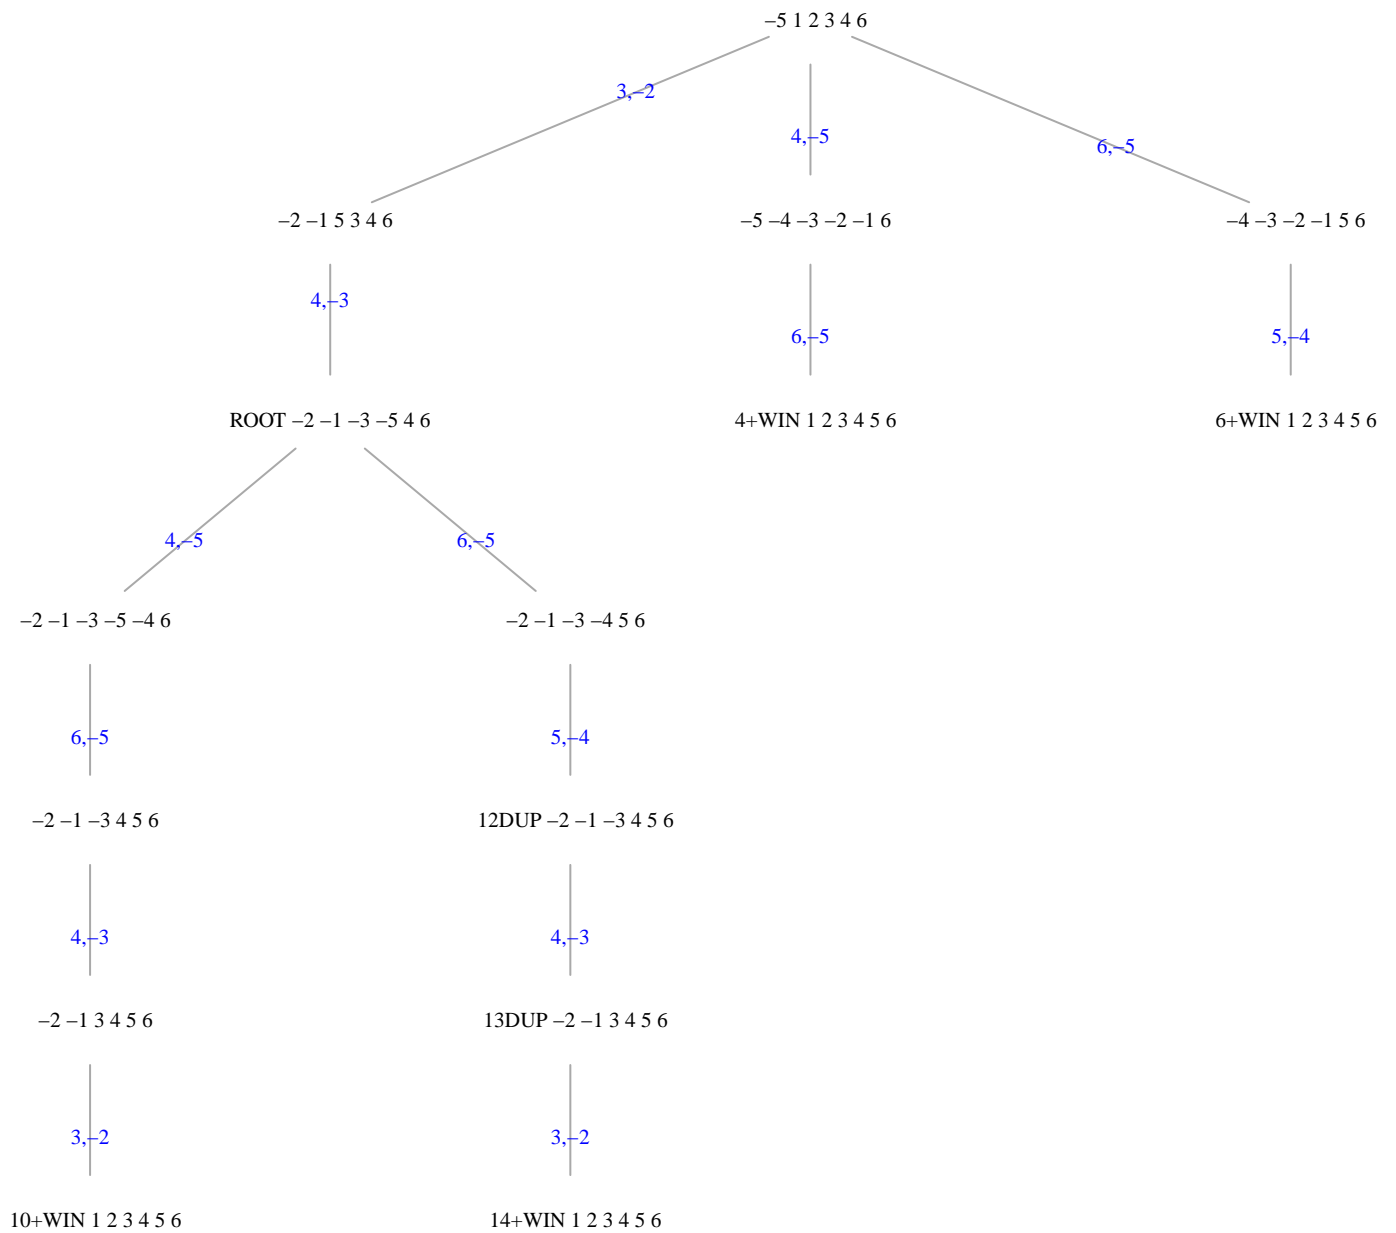 −5 1 2 3 4 6
3,−2
4,−5
6,−5
−2 −1 5 3 4 6
−5 −4 −3 −2 −1 6
−4 −3 −2 −1 5 6
4,−3
6,−5
5,−4
ROOT −2 −1 −3 −5 4 6
4+WIN 1 2 3 4 5 6
6+WIN 1 2 3 4 5 6
4,−5
6,−5
−2 −1 −3 −5 −4 6
−2 −1 −3 −4 5 6
6,−5
5,−4
−2 −1 −3 4 5 6
12DUP −2 −1 −3 4 5 6
4,−3
4,−3
−2 −1 3 4 5 6
13DUP −2 −1 3 4 5 6
3,−2
3,−2
10+WIN 1 2 3 4 5 6
14+WIN 1 2 3 4 5 6